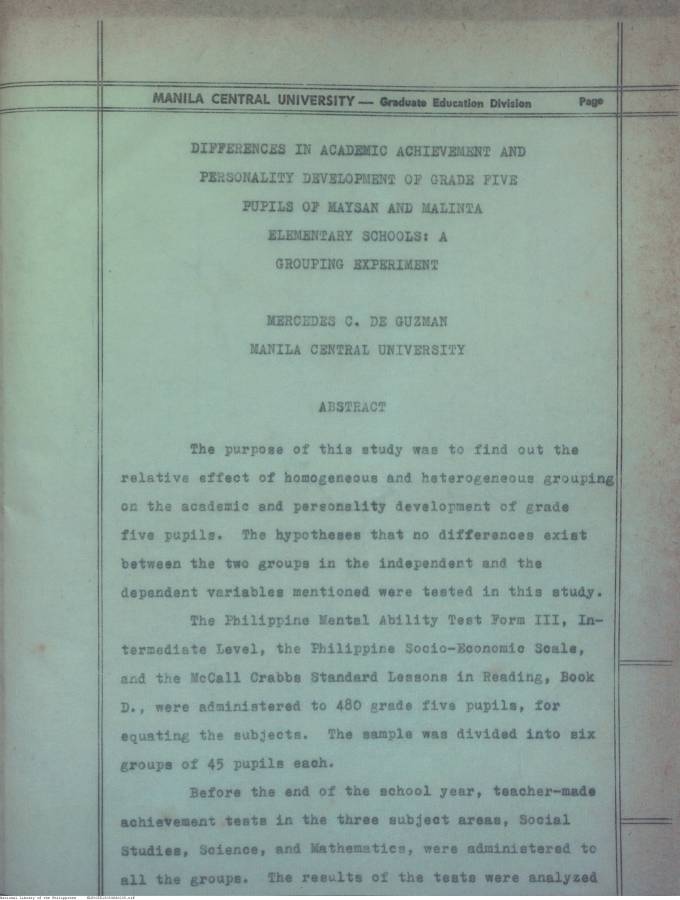 MANILA CENTRAL UNIVERSITY — Graduate Education Division Page
DIFFERENCES IN ACADEMIC ACHIEVEMENT AND
PERSONALITY DEVELOPMENT OF GRADE FIVE
PUPILS OF MAYSAN AND MALINTA
ELEMENTARY SCHOOLS: A
GROUPING EXPERIMENT
MERCEDES C. DE GUZMAN
MANILA CENTRAL UNIVERSITY
ABSTRACT
The purpose of this study was to find out the
relative effect of homogeneous and heterogeneous grouping
on the academic and personality development of grade
five pupils. The hypotheses that no differences exist
between the two groups in the independent and the
dependent variables mentioned were tested in this study.
The Philippine Mental Ability Test Form III, In-
termediate Level, the Philippine Socio-Economic Scale,
and the McCall Crabbs Standard Lessons in Reading, Book
D., were administered to 480 grade five pupils, for
equating the subjects. The sample was divided into six
groups of 45 pupils each.
Before the end of the school year, teacher-made
achievement tests in the three subject areas, Social
Studies, Science, and Mathematics, were administered to
all the groups. The results of the tests were analyzed
National Library of the Philippines